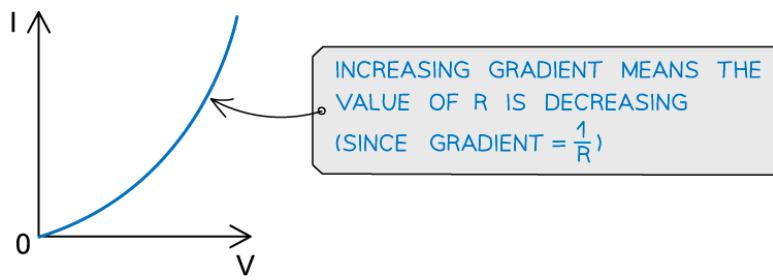 I
INCREASING GRADIENT MEANS THE
VALUE OF R IS DECREASING
(SINCE GRADIENT = 1/R)
0
V